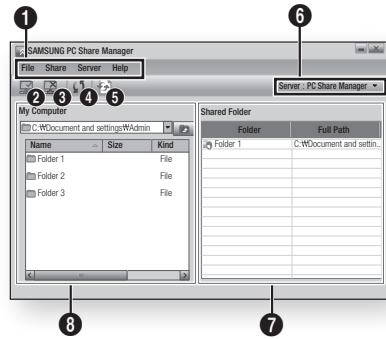 1
6
SAMSUNG PC Share Manager
File Share Server Help
2 3 4 5
Server : PC Share Manager
My Computer
Shared Folder
C:₩Document and settings₩Admin
Folder Full Path
Name Size Kind
Folder 1 C:₩Document and settin..
Folder 1 File
Folder 2 File
Folder 3 File
8
7